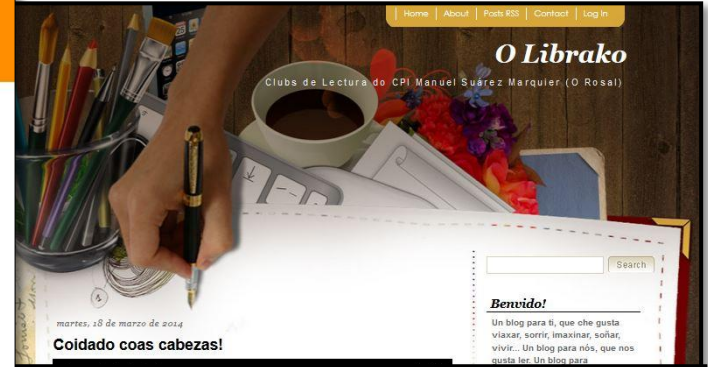 Home About Posts RSS Contact Log In
O Librako
Clubs de Lectura do CPI Manuel Suárez Marquier (O Rosal)
Search
Benvido!
Un blog para ti, que che gusta
viaxar, sorrir, imaxinar, soñar,
vivir... Un blog para nós, que nos
gusta ler. Un blog para
martes, 18 de marzo de 2014
Coidado coas cabezas!